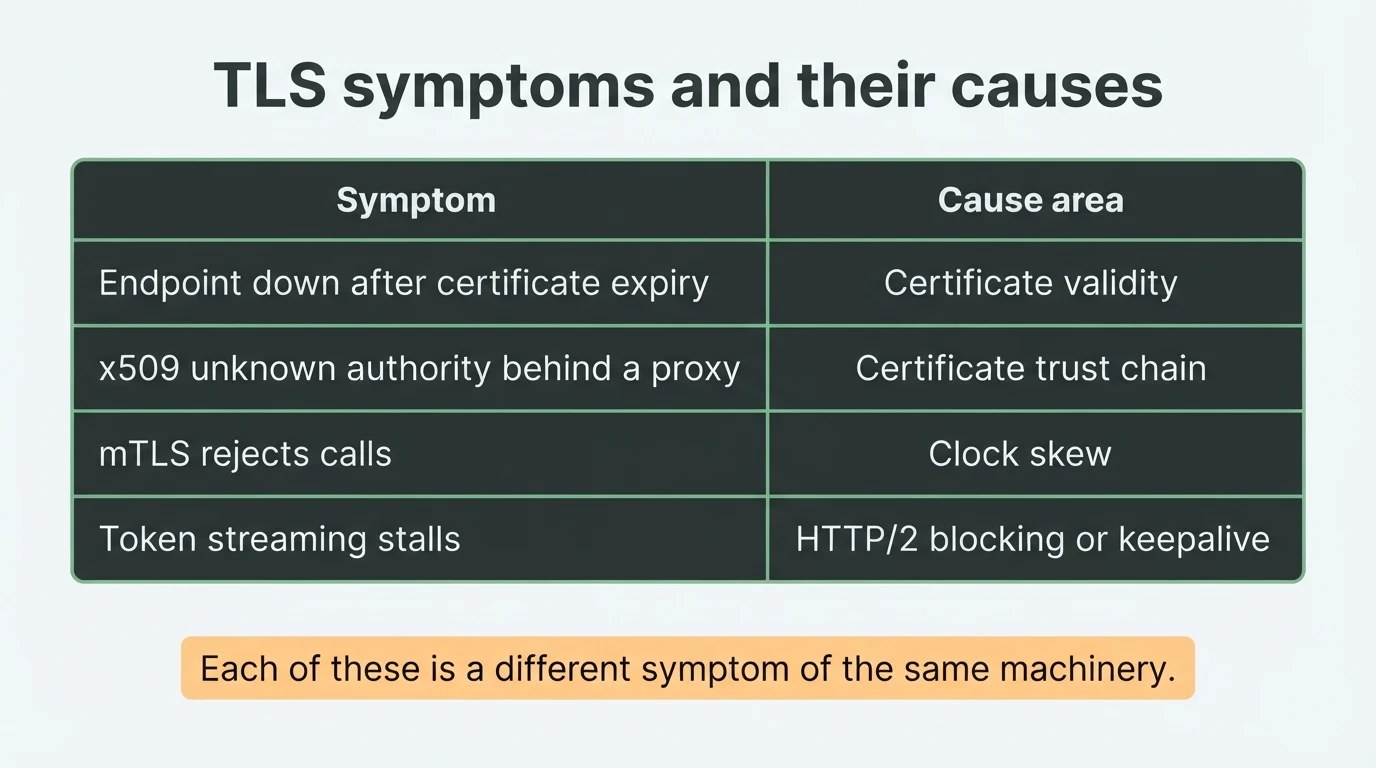 TLS symptoms and their causes
Symptom
Cause area
Endpoint down after certificate expiry
Certificate validity
x509 unknown authority behind a proxy
Certificate trust chain
mTLS rejects calls
Clock skew
Token streaming stalls
HTTP/2 blocking or keepalive
Each of these is a different symptom of the same machinery.